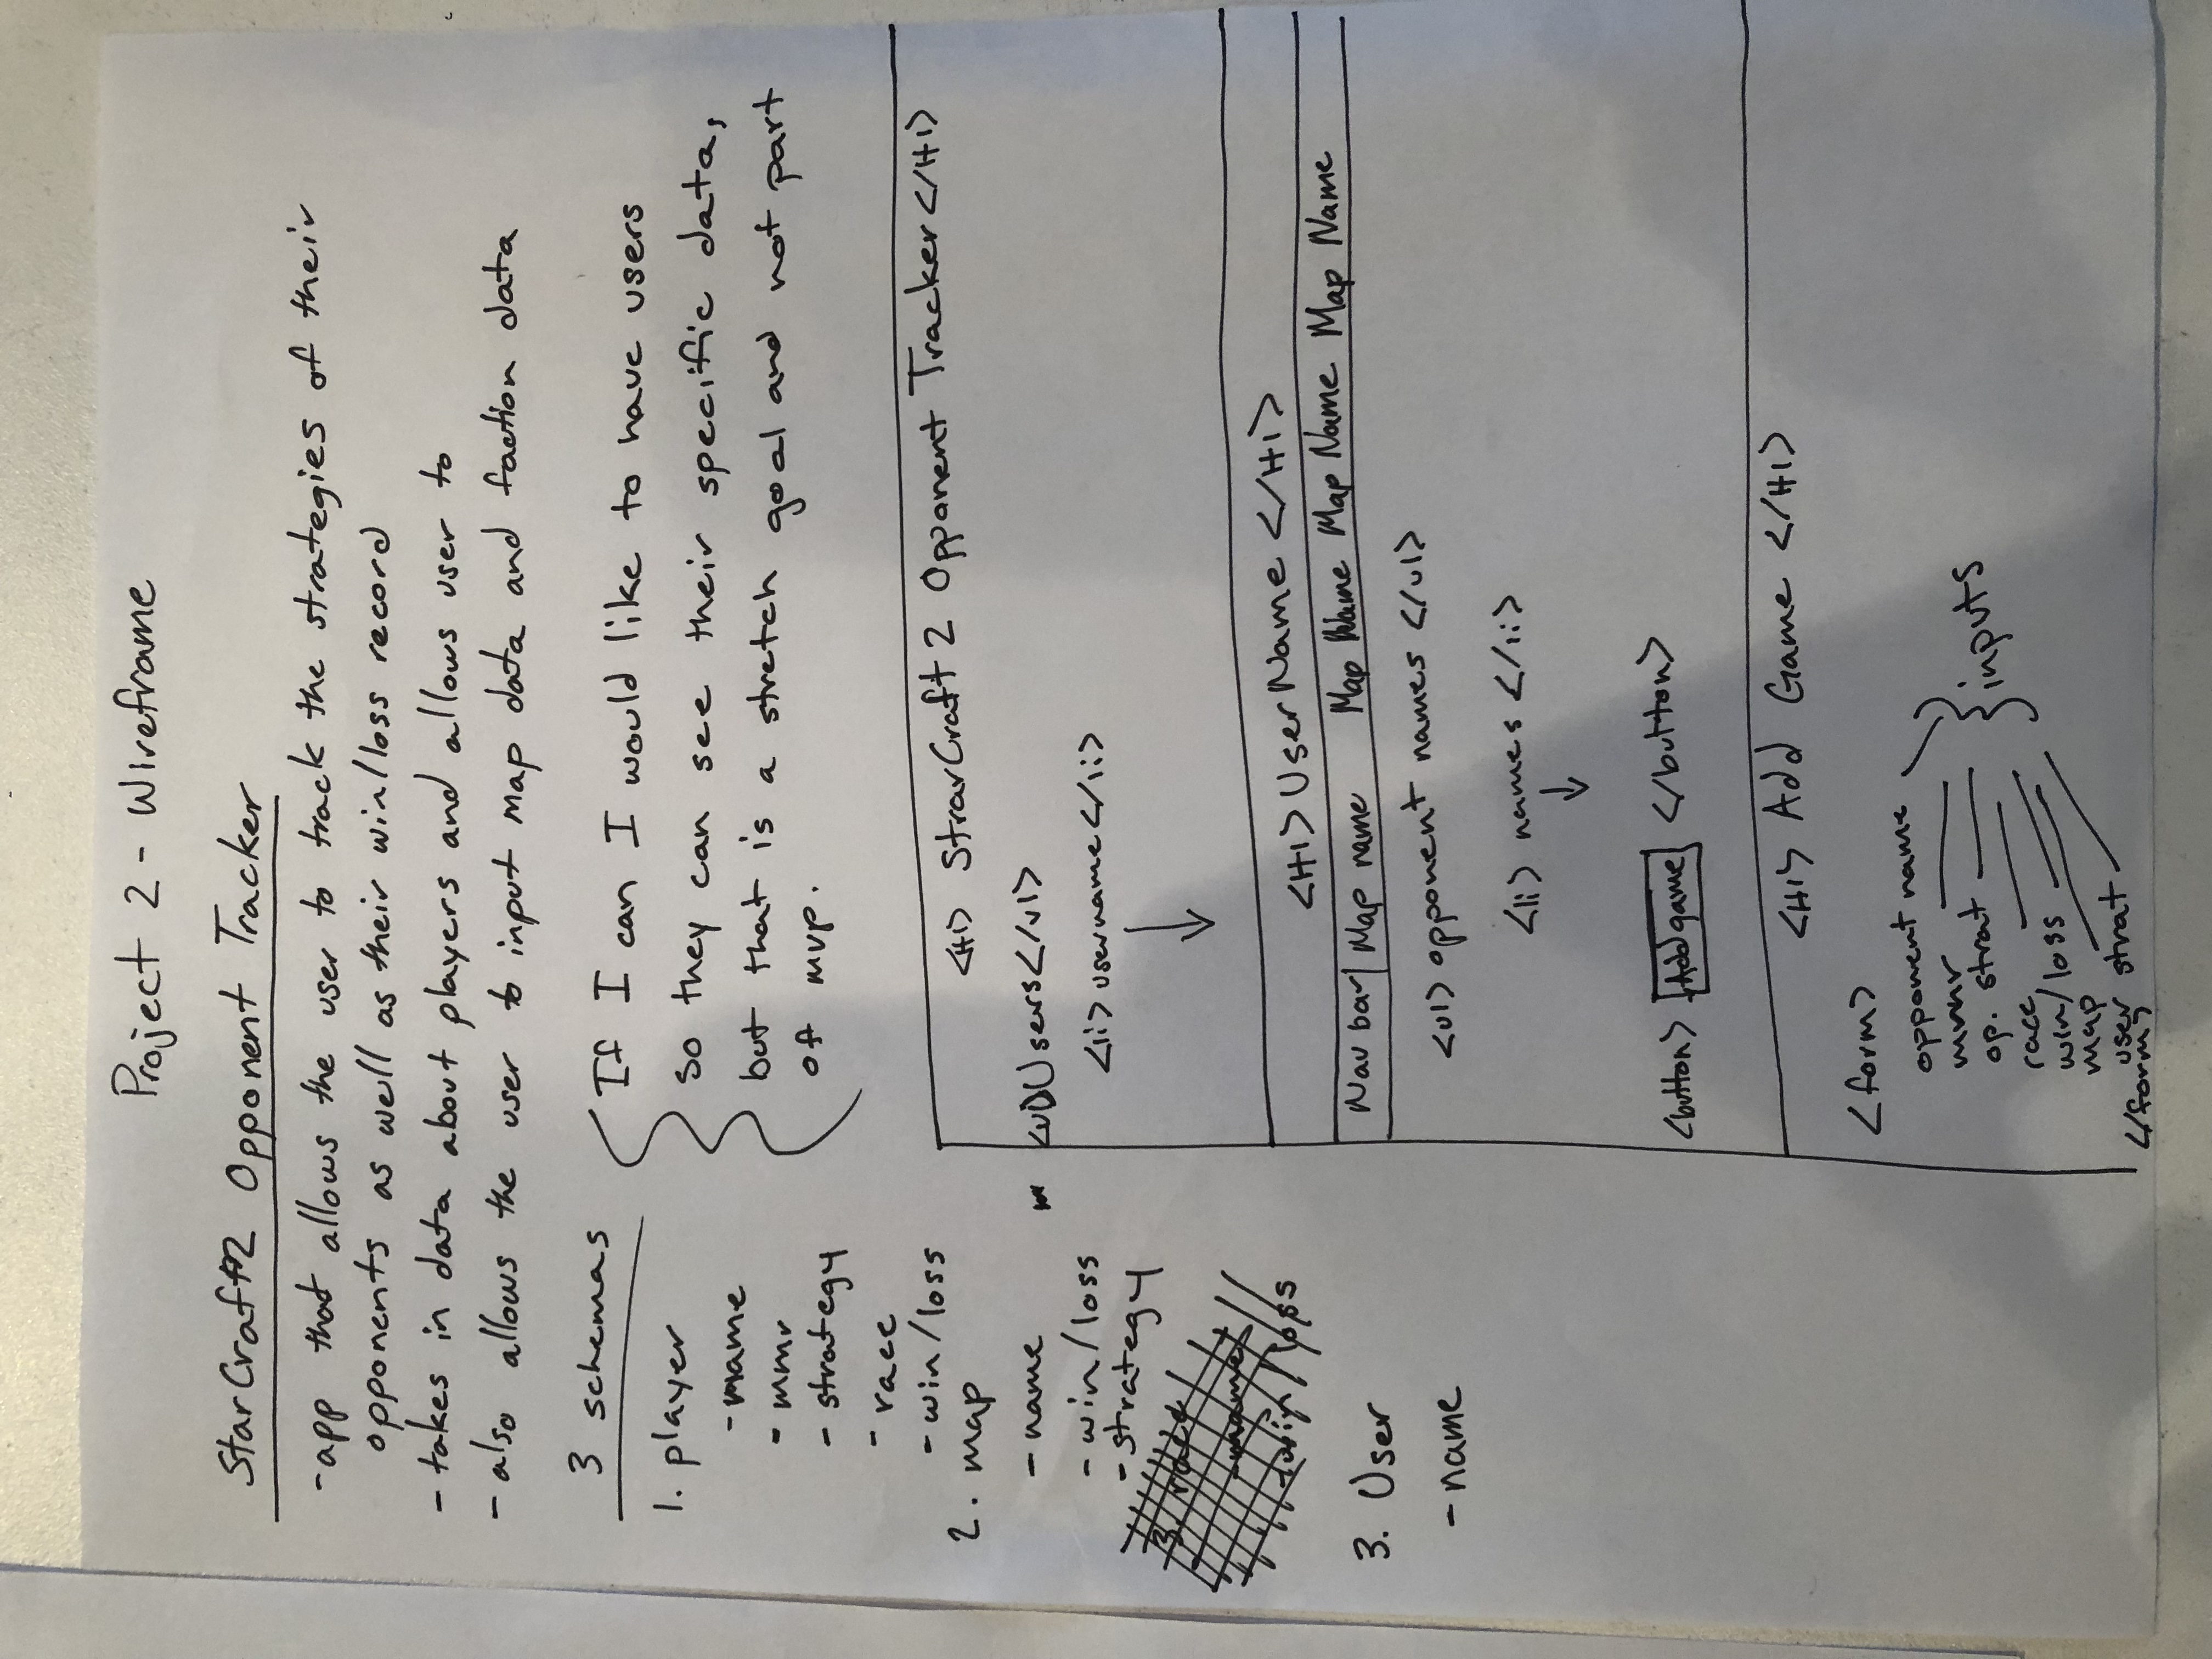 Project 2 - Wireframe
StarCraft 2 Opponent Tracker
- app that allows the user to track the strategies of their
opponents as well as their win/loss record
- takes in data about players and allows user to
- also allows the user to input map data and faction data
3 schemas
1. player
- name
- mmr
- strategy
- race
- win/loss
2. map
- name
- win/loss
- strategy
3. race
- name
- win/loss
3. User
- name
If I can I would like to have users
so they can see their specific data,
but that is a stretch goal and not part
of mvp.
<H1> StrarCraft 2 Opponent Tracker </H1>
<ul> Users </ul>
<li> username </li>
<H1> UserName </H1>
Nav bar | Map name Map Name Map Name Map Name
<ul> opponent names </ul>
<li> names </li>
<button> Add game </button>
<H1> Add Game </H1>
<form>
opponent name
mmr
op. strat
race
win/loss
map
user strat
</form>
} inputs